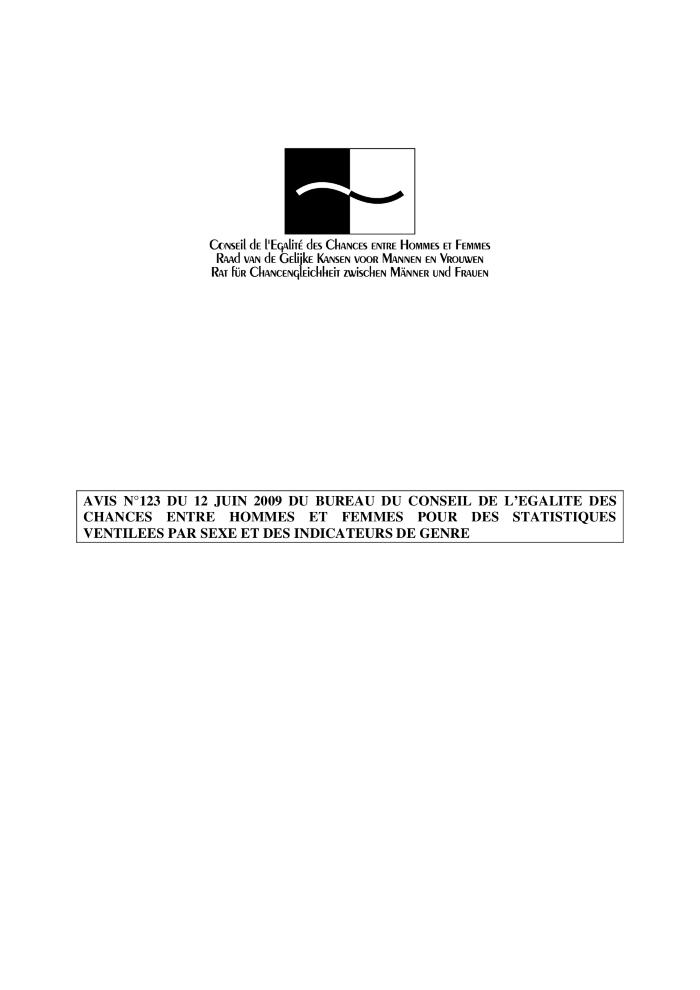 Conseil de l'Egalité des Chances entre Hommes et Femmes
Raad van de Gelijke Kansen voor Mannen en Vrouwen
Rat für Chancengleichheit zwischen Männer und Frauen
AVIS N°123 DU 12 JUIN 2009 DU BUREAU DU CONSEIL DE L'EGALITE DES
CHANCES ENTRE HOMMES ET FEMMES POUR DES STATISTIQUES
VENTILEES PAR SEXE ET DES INDICATEURS DE GENRE